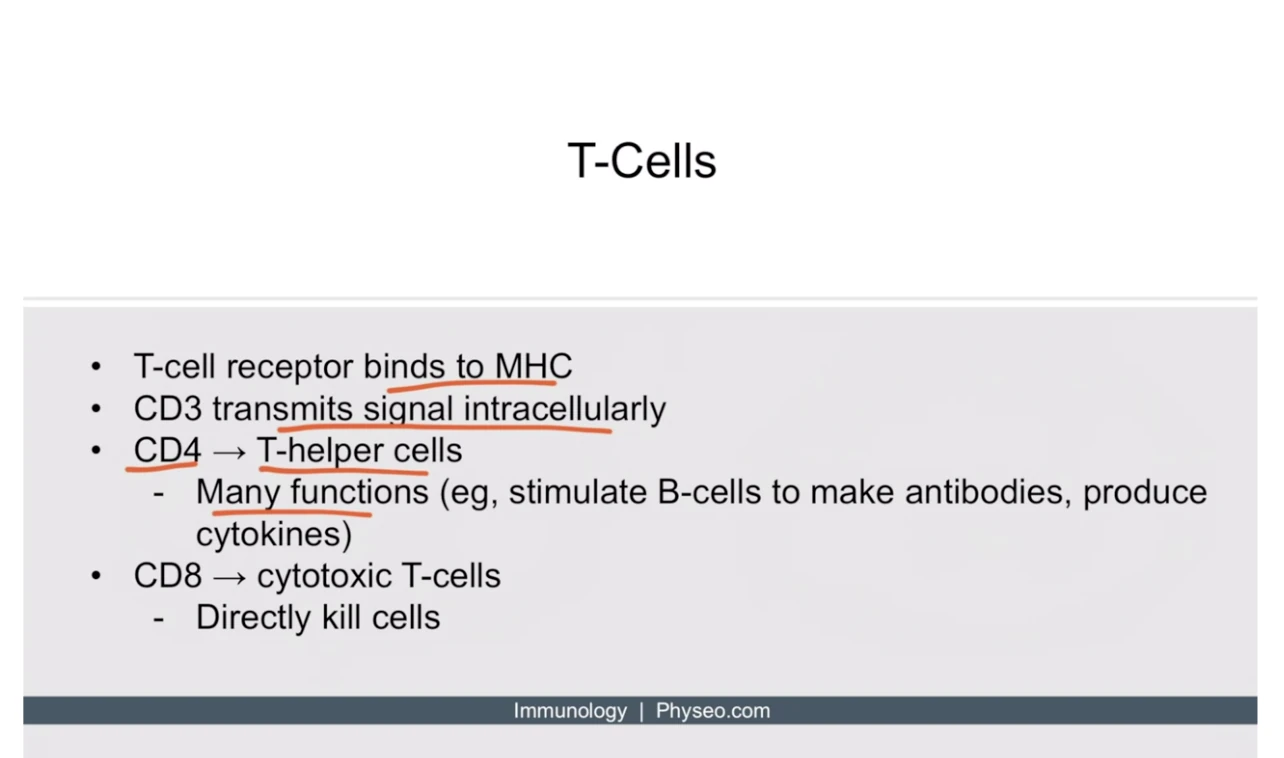 T-Cells
• T-cell receptor binds to MHC
• CD3 transmits signal intracellularly
• CD4 → T-helper cells
- Many functions (eg, stimulate B-cells to make antibodies, produce
cytokines)
• CD8 → cytotoxic T-cells
- Directly kill cells
Immunology | Physeo.com